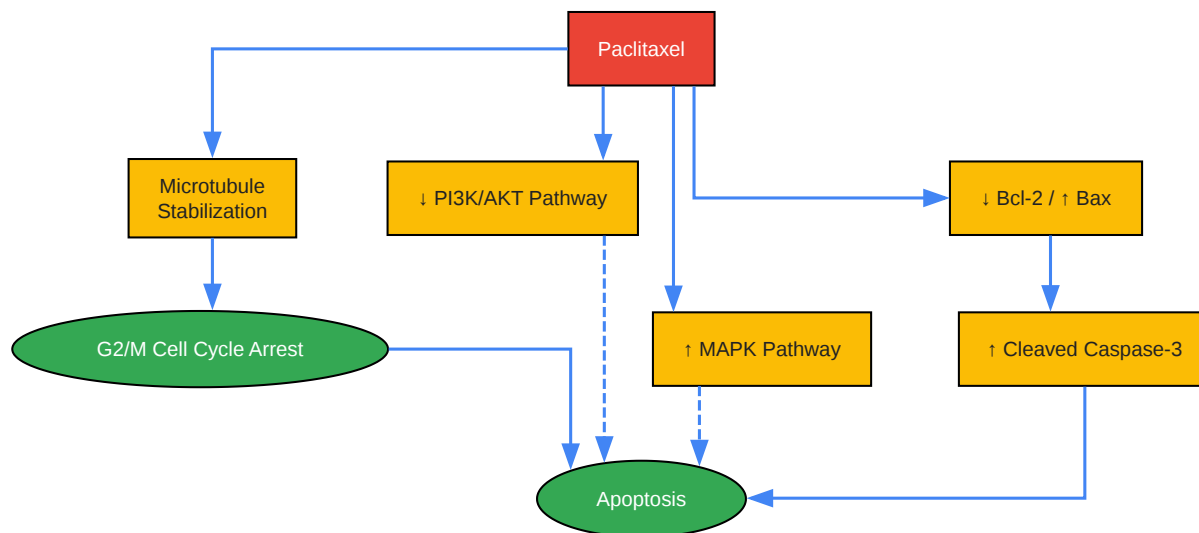 Paclitaxel
Microtubule
Stabilization
↓ PI3K/AKT Pathway
↓ Bcl-2 / ↑ Bax
G2/M Cell Cycle Arrest
↑ MAPK Pathway
↑ Cleaved Caspase-3
Apoptosis